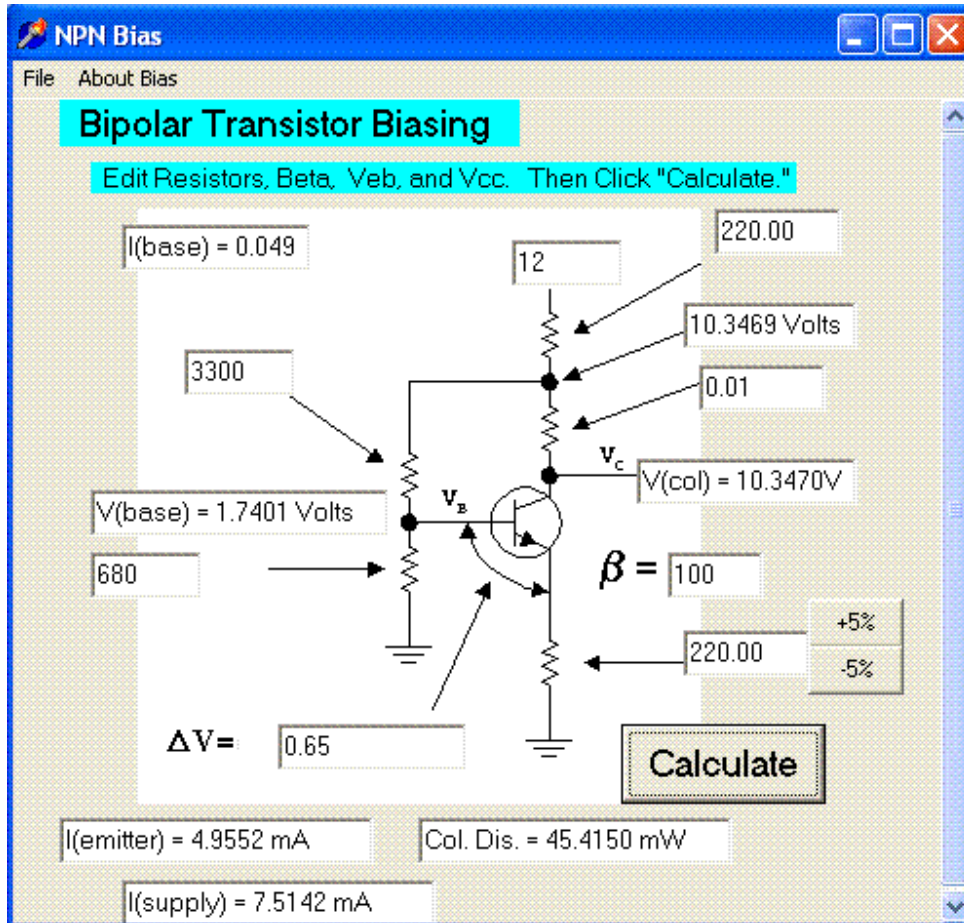 NPN Bias
File About Bias
Bipolar Transistor Biasing
Edit Resistors, Beta, Veb, and Vcc. Then Click "Calculate."
I(base) = 0.049
220.00
12
10.3469 Volts
3300
0.01
V_C
V(col) = 10.3470V
V_B
V(base) = 1.7401 Volts
680
β = 100
+5%
220.00
-5%
ΔV= 0.65
Calculate
I(emitter) = 4.9552 mA
Col. Dis. = 45.4150 mW
I(supply) = 7.5142 mA